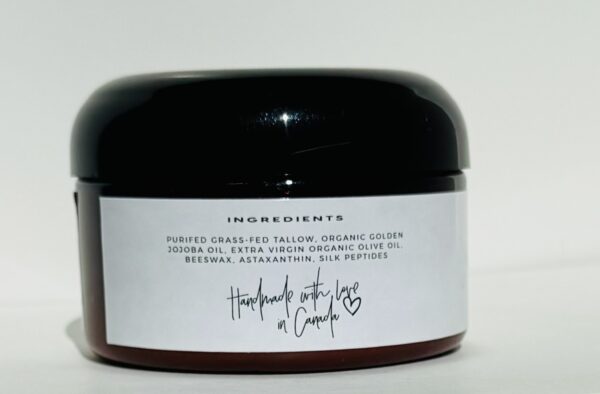 INGREDIENTS
PURIFED GRASS-FED TALLOW, ORGANIC GOLDEN
JOJOBA OIL, EXTRA VIRGIN ORGANIC OLIVE OIL,
BEESWAX, ASTAXANTHIN, SILK PEPTIDES
Handmade with love
in Canada